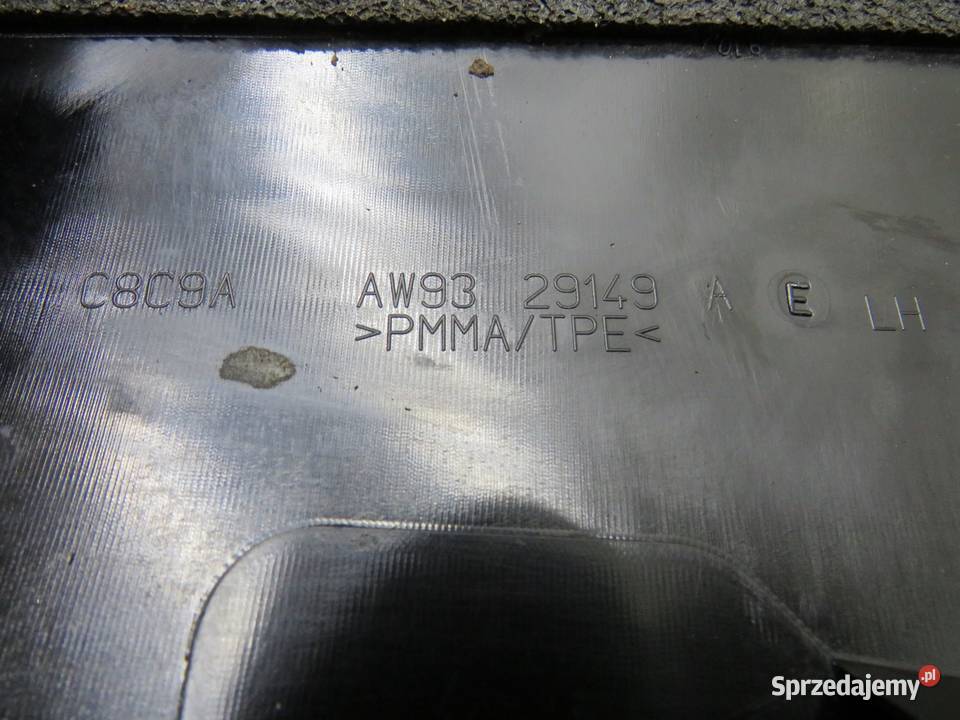 C8C9A AW93 29149 A E LH
>PMMA/TPE<
Sprzedajemy.pl